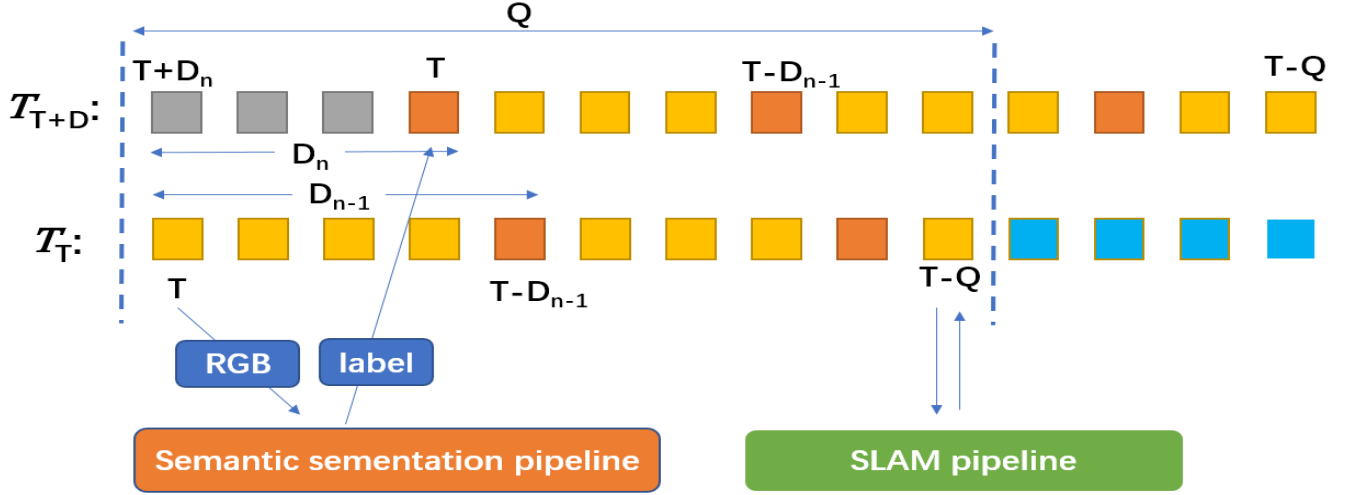 Q
T+Dₙ T T-Dₙ₋₁ T-Q
𝒯T+D:
Dₙ
Dₙ₋₁
𝒯T:
T T-Dₙ₋₁ T-Q
RGB label
Semantic sementation pipeline SLAM pipeline